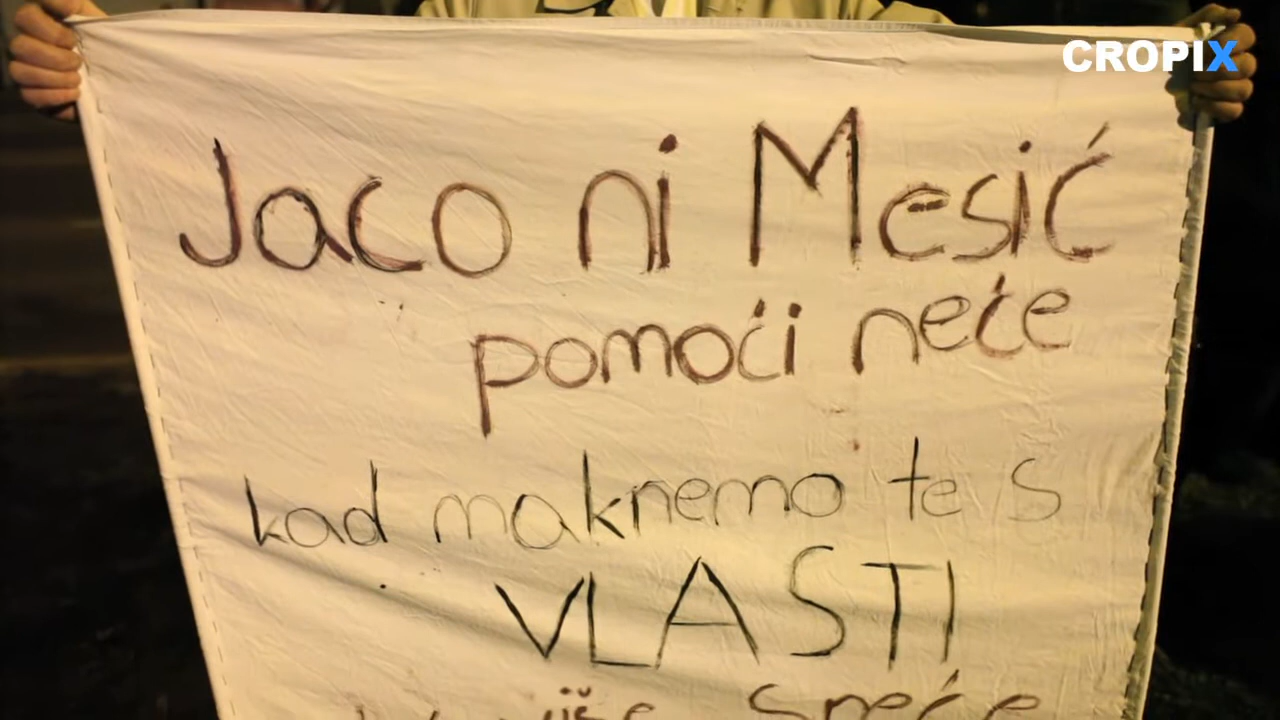 CROPIX
Jaco ni Mesić
pomoći neće
kad maknemo te s
VLASTI